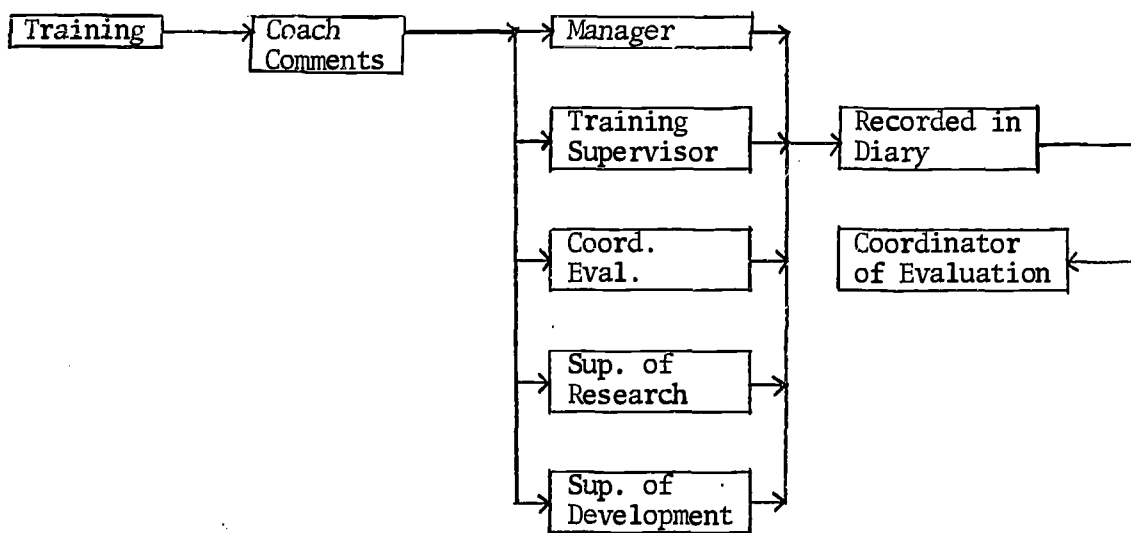 Training
Coach
Comments
Manager
Training
Supervisor
Coord.
Eval.
Sup. of
Research
Sup. of
Development
Recorded in
Diary
Coordinator
of Evaluation